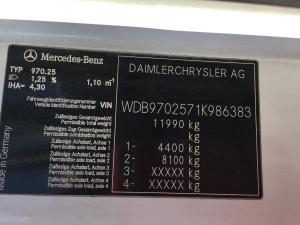 Mercedes-Benz
DAIMLERCHRYSLER AG
TYP 970.25
1,25 % 1,10 m⁻¹
IHA= 4,30
Fahrzeugidentifizierungsnummer
Vehicle Identification Number VIN
WDB9702571K986383
Zulässiges Gesamtgewicht
Permissible total weight
11990 kg
Zulässiges Gesamtzuggewicht
Permissible combination weight
kg
Zulässige Achslast, Achse 1
Permissible axle load, axle 1
1- 4400 kg
Zulässige Achslast, Achse 2
Permissible axle load, axle 2
2- 8100 kg
Zulässige Achslast, Achse 3
Permissible axle load, axle 3
3- XXXXX kg
Zulässige Achslast, Achse 4
Permissible axle load, axle 4
4- XXXXX kg
Made in Germany